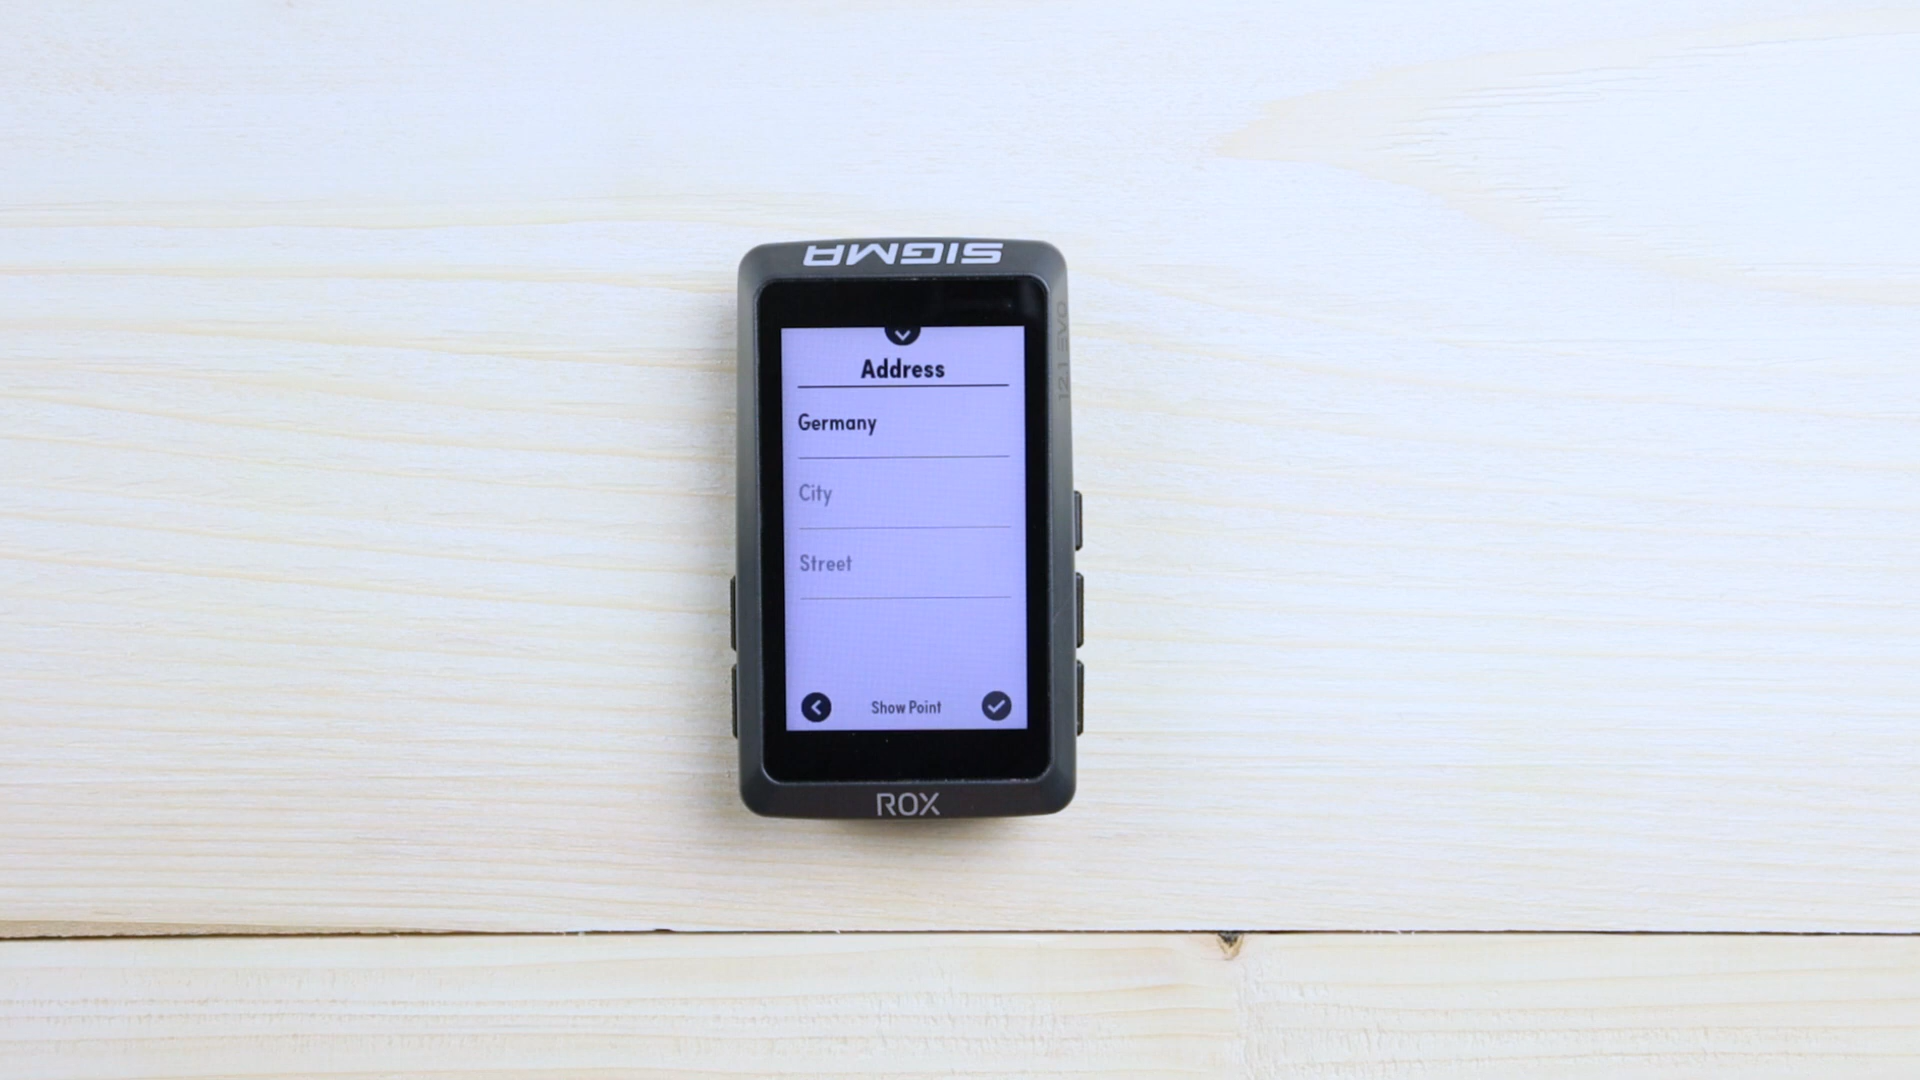 SIGMA
12.1 EVO
Address
Germany
City
Street
Show Point
ROX